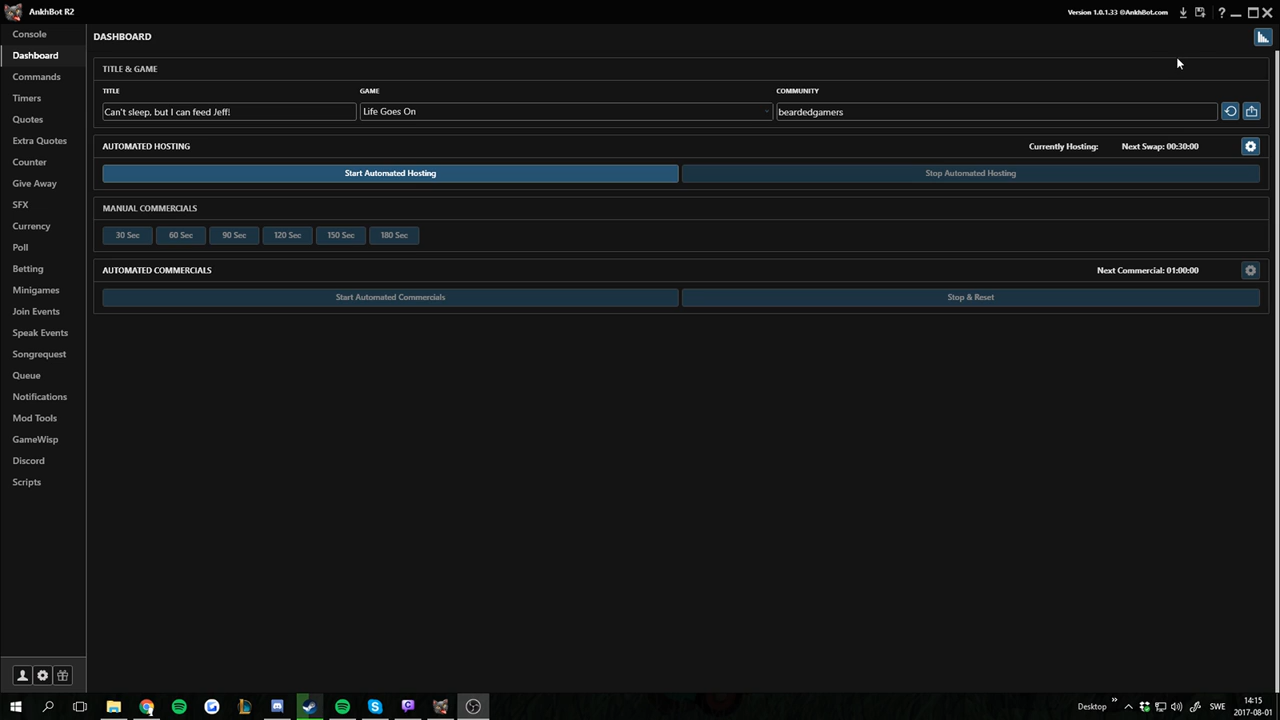 AnkhBot R2
Version 1.0.1.33 ©AnkhBot.com
Console
Dashboard
Commands
Timers
Quotes
Extra Quotes
Counter
Give Away
SFX
Currency
Poll
Betting
Minigames
Join Events
Speak Events
Songrequest
Queue
Notifications
Mod Tools
GameWisp
Discord
Scripts
DASHBOARD
TITLE & GAME
TITLE GAME COMMUNITY
Can't sleep, but I can feed Jeff! Life Goes On beardedgamers
AUTOMATED HOSTING Currently Hosting: Next Swap: 00:30:00
Start Automated Hosting Stop Automated Hosting
MANUAL COMMERCIALS
30 Sec 60 Sec 90 Sec 120 Sec 150 Sec 180 Sec
AUTOMATED COMMERCIALS Next Commercial: 01:00:00
Start Automated Commercials Stop & Reset
Desktop SWE 14:15
2017-08-01